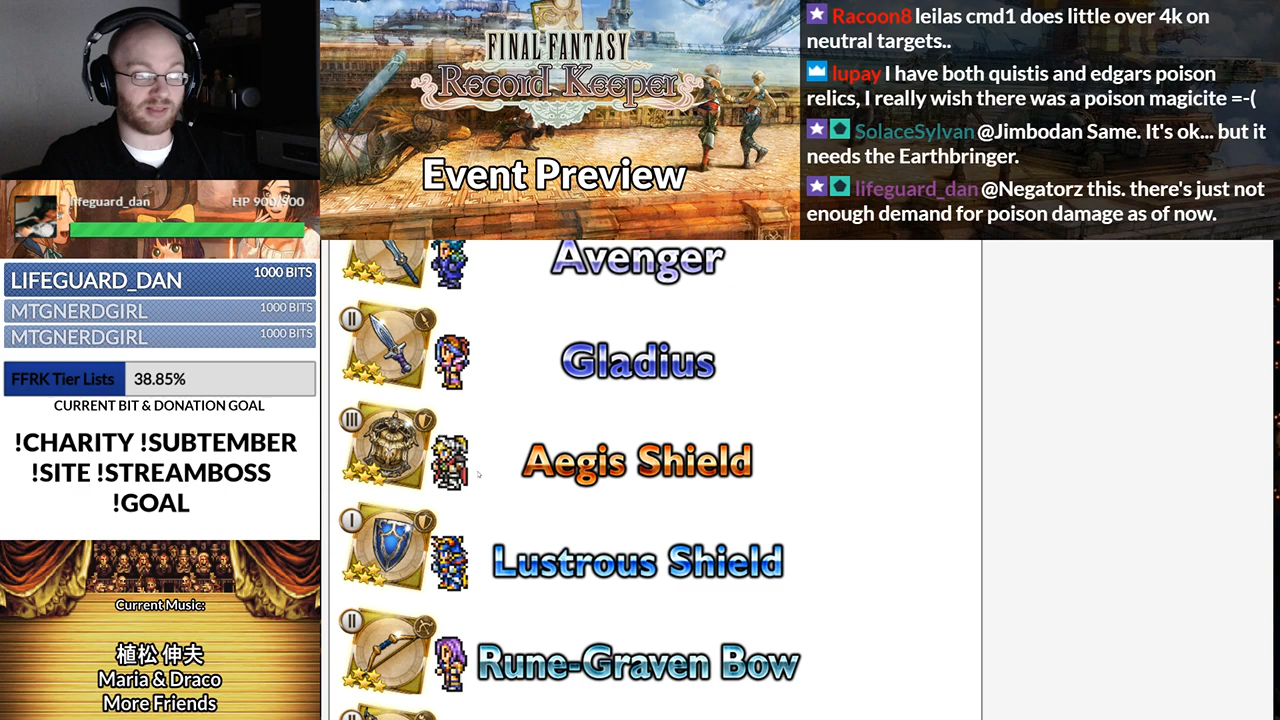 FINAL FANTASY
Record Keeper
Event Preview
Racoon8 leilas cmd1 does little over 4k on
neutral targets..
lupay I have both quistis and edgars poison
relics, I really wish there was a poison magicite =-(
SolaceSylvan @Jimbodan Same. It's ok... but it
needs the Earthbringer.
lifeguard_dan @Negatorz this. there's just not
enough demand for poison damage as of now.
lifeguard_dan HP 900/900
LIFEGUARD_DAN 1000 BITS
MTGNERDGIRL 1000 BITS
MTGNERDGIRL 1000 BITS
FFRK Tier Lists 38.85%
CURRENT BIT & DONATION GOAL
!CHARITY !SUBTEMBER
!SITE !STREAMBOSS
!GOAL
Current Music:
植松 伸夫
Maria & Draco
More Friends
Avenger
II
Gladius
III
Aegis Shield
I
Lustrous Shield
II
Rune-Graven Bow